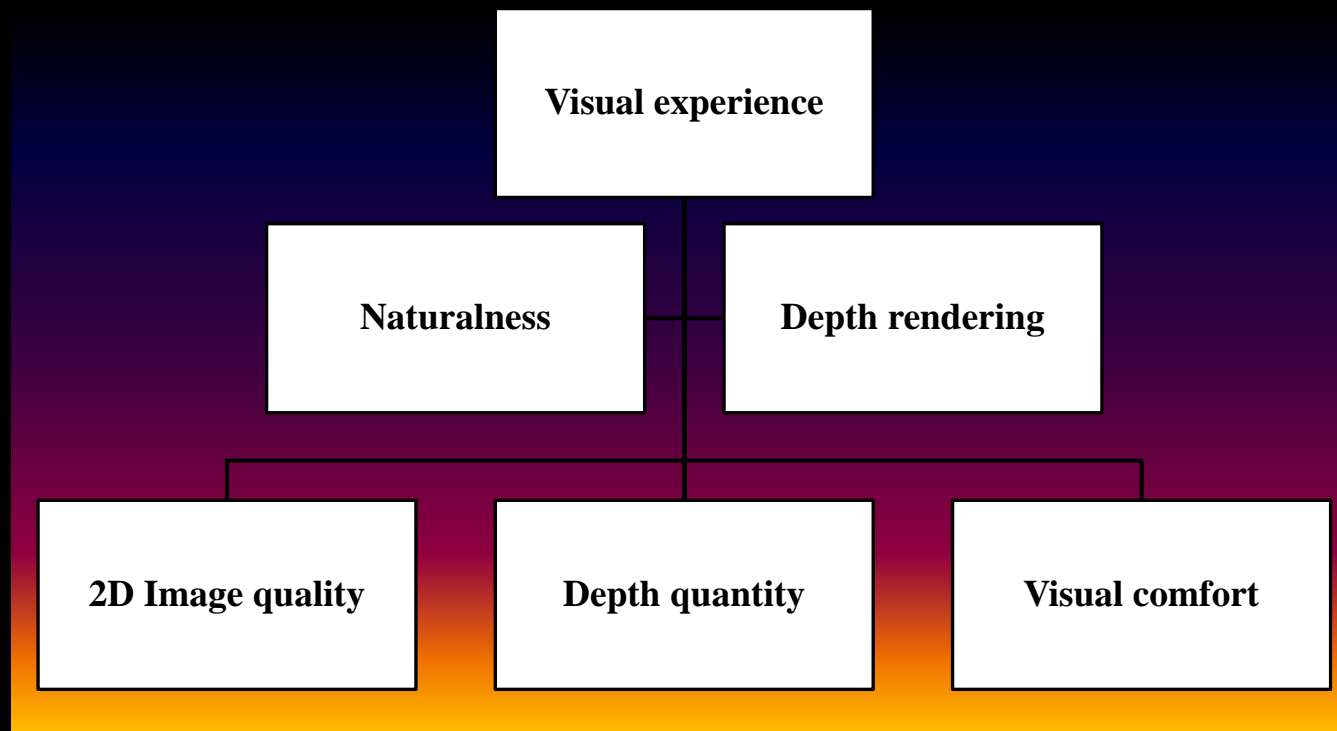 Visual experience
Naturalness
Depth rendering
2D Image quality
Depth quantity
Visual comfort